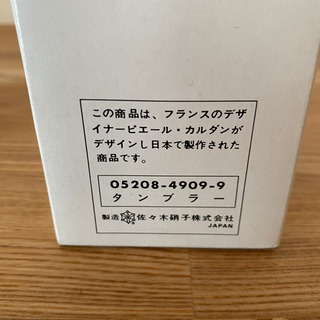 この商品は、フランスのデザ
イナーピエール・カルダンが
デザインし日本で製作された
商品です。
05208-4909-9
タンブラー
製造 佐々木硝子株式会社
JAPAN